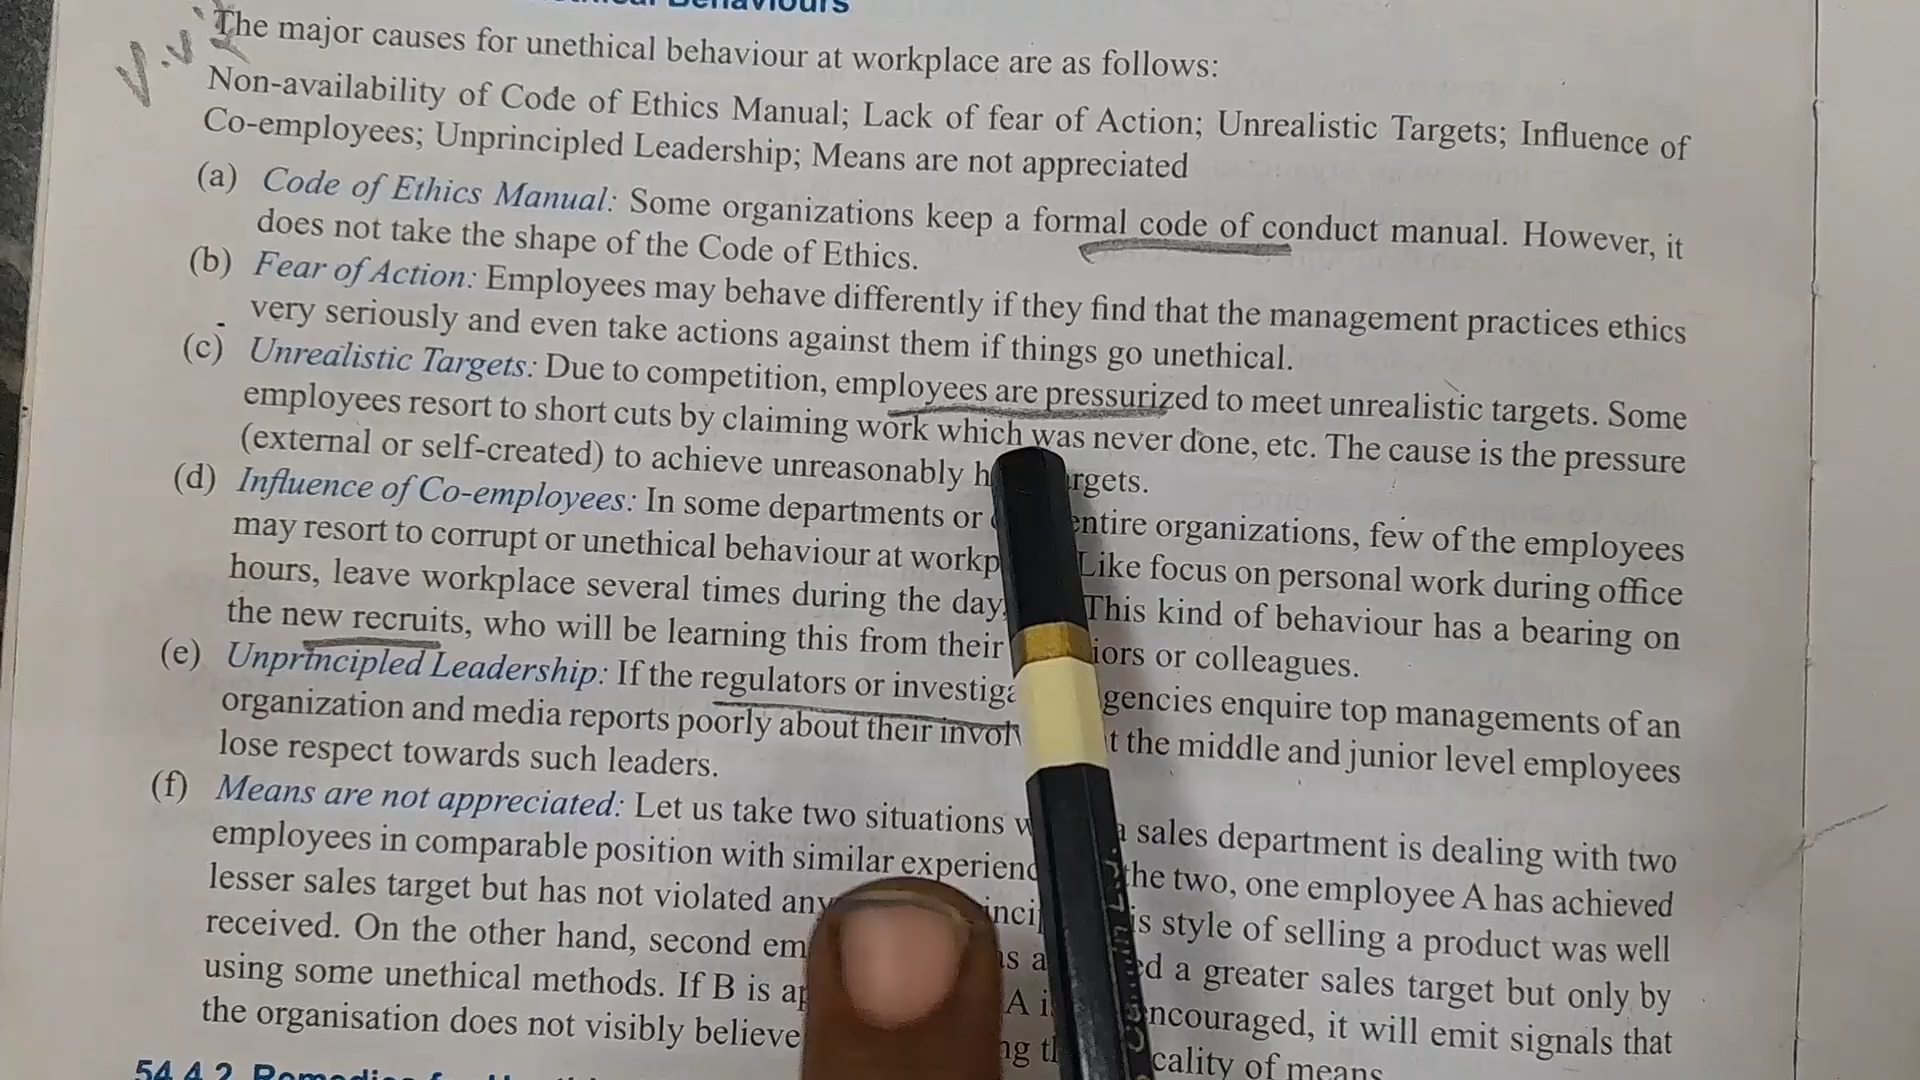 Behaviours
The major causes for unethical behaviour at workplace are as follows:
Non-availability of Code of Ethics Manual; Lack of fear of Action; Unrealistic Targets; Influence of
Co-employees; Unprincipled Leadership; Means are not appreciated
(a) Code of Ethics Manual: Some organizations keep a formal code of conduct manual. However, it
does not take the shape of the Code of Ethics.
(b) Fear of Action: Employees may behave differently if they find that the management practices ethics
very seriously and even take actions against them if things go unethical.
(c) Unrealistic Targets: Due to competition, employees are pressurized to meet unrealistic targets. Some
employees resort to short cuts by claiming work which was never done, etc. The cause is the pressure
(external or self-created) to achieve unreasonably
(d) Influence of Co-employees: In some departments or entire organizations, few of the employees
may resort to corrupt or unethical behaviour at Like focus on personal work during office
hours, leave workplace several times during the day, This kind of behaviour has a bearing on
the new recruits, who will be learning this from their or colleagues.
(e) Unprincipled Leadership: If the regulators or enquire top managements of an
organization and media reports poorly about their the middle and junior level employees
lose respect towards such leaders.
(f) Means are not appreciated: Let us take two situations sales department is dealing with two
employees in comparable position with similar the two, one employee A has achieved
lesser sales target but has not violated style of selling a product was well
received. On the other hand, second a greater sales target but only by
using some unethical methods. If B is A it will emit signals that
the organisation does not visibly believe of means
54.4.2